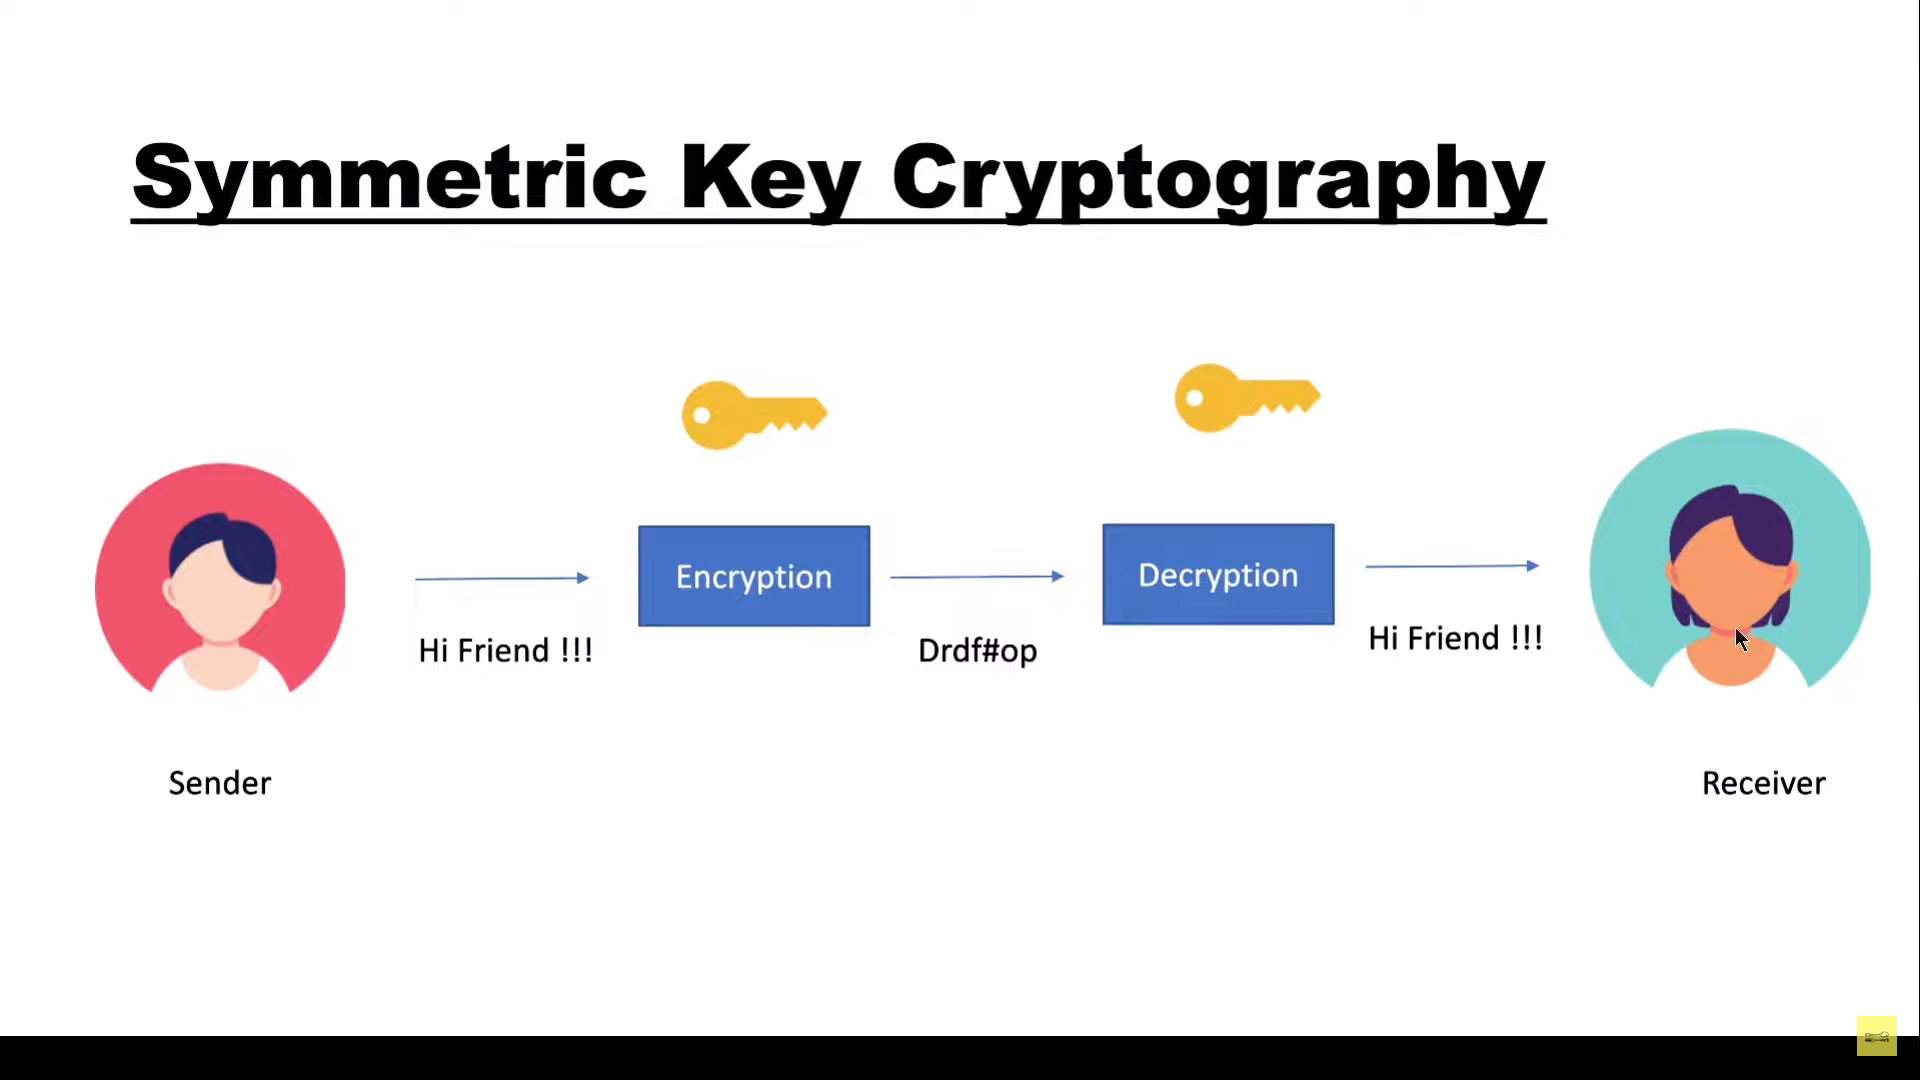 Symmetric Key Cryptography
Encryption
Decryption
Hi Friend !!!
Drdf#op
Hi Friend !!!
Sender
Receiver